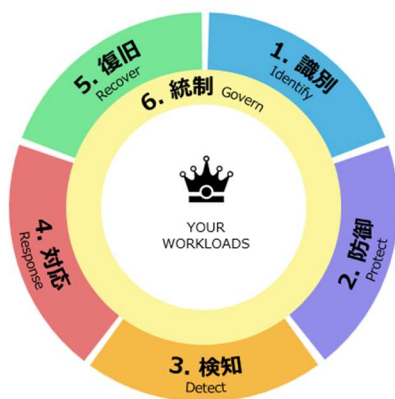 1. 識別
Identify
2. 防御
Protect
3. 検知
Detect
4. 対応
Response
5. 復旧
Recover
6. 統制 Govern
YOUR
WORKLOADS